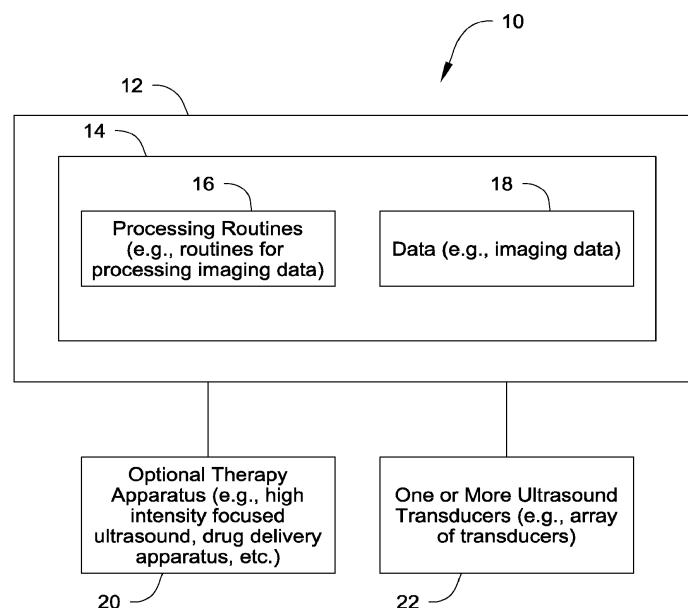 10
12
14
16
18
Processing Routines
(e.g., routines for
processing imaging data)
Data (e.g., imaging data)
Optional Therapy
Apparatus (e.g., high
intensity focused
ultrasound, drug delivery
apparatus, etc.)
One or More Ultrasound
Transducers (e.g., array
of transducers)
20
22